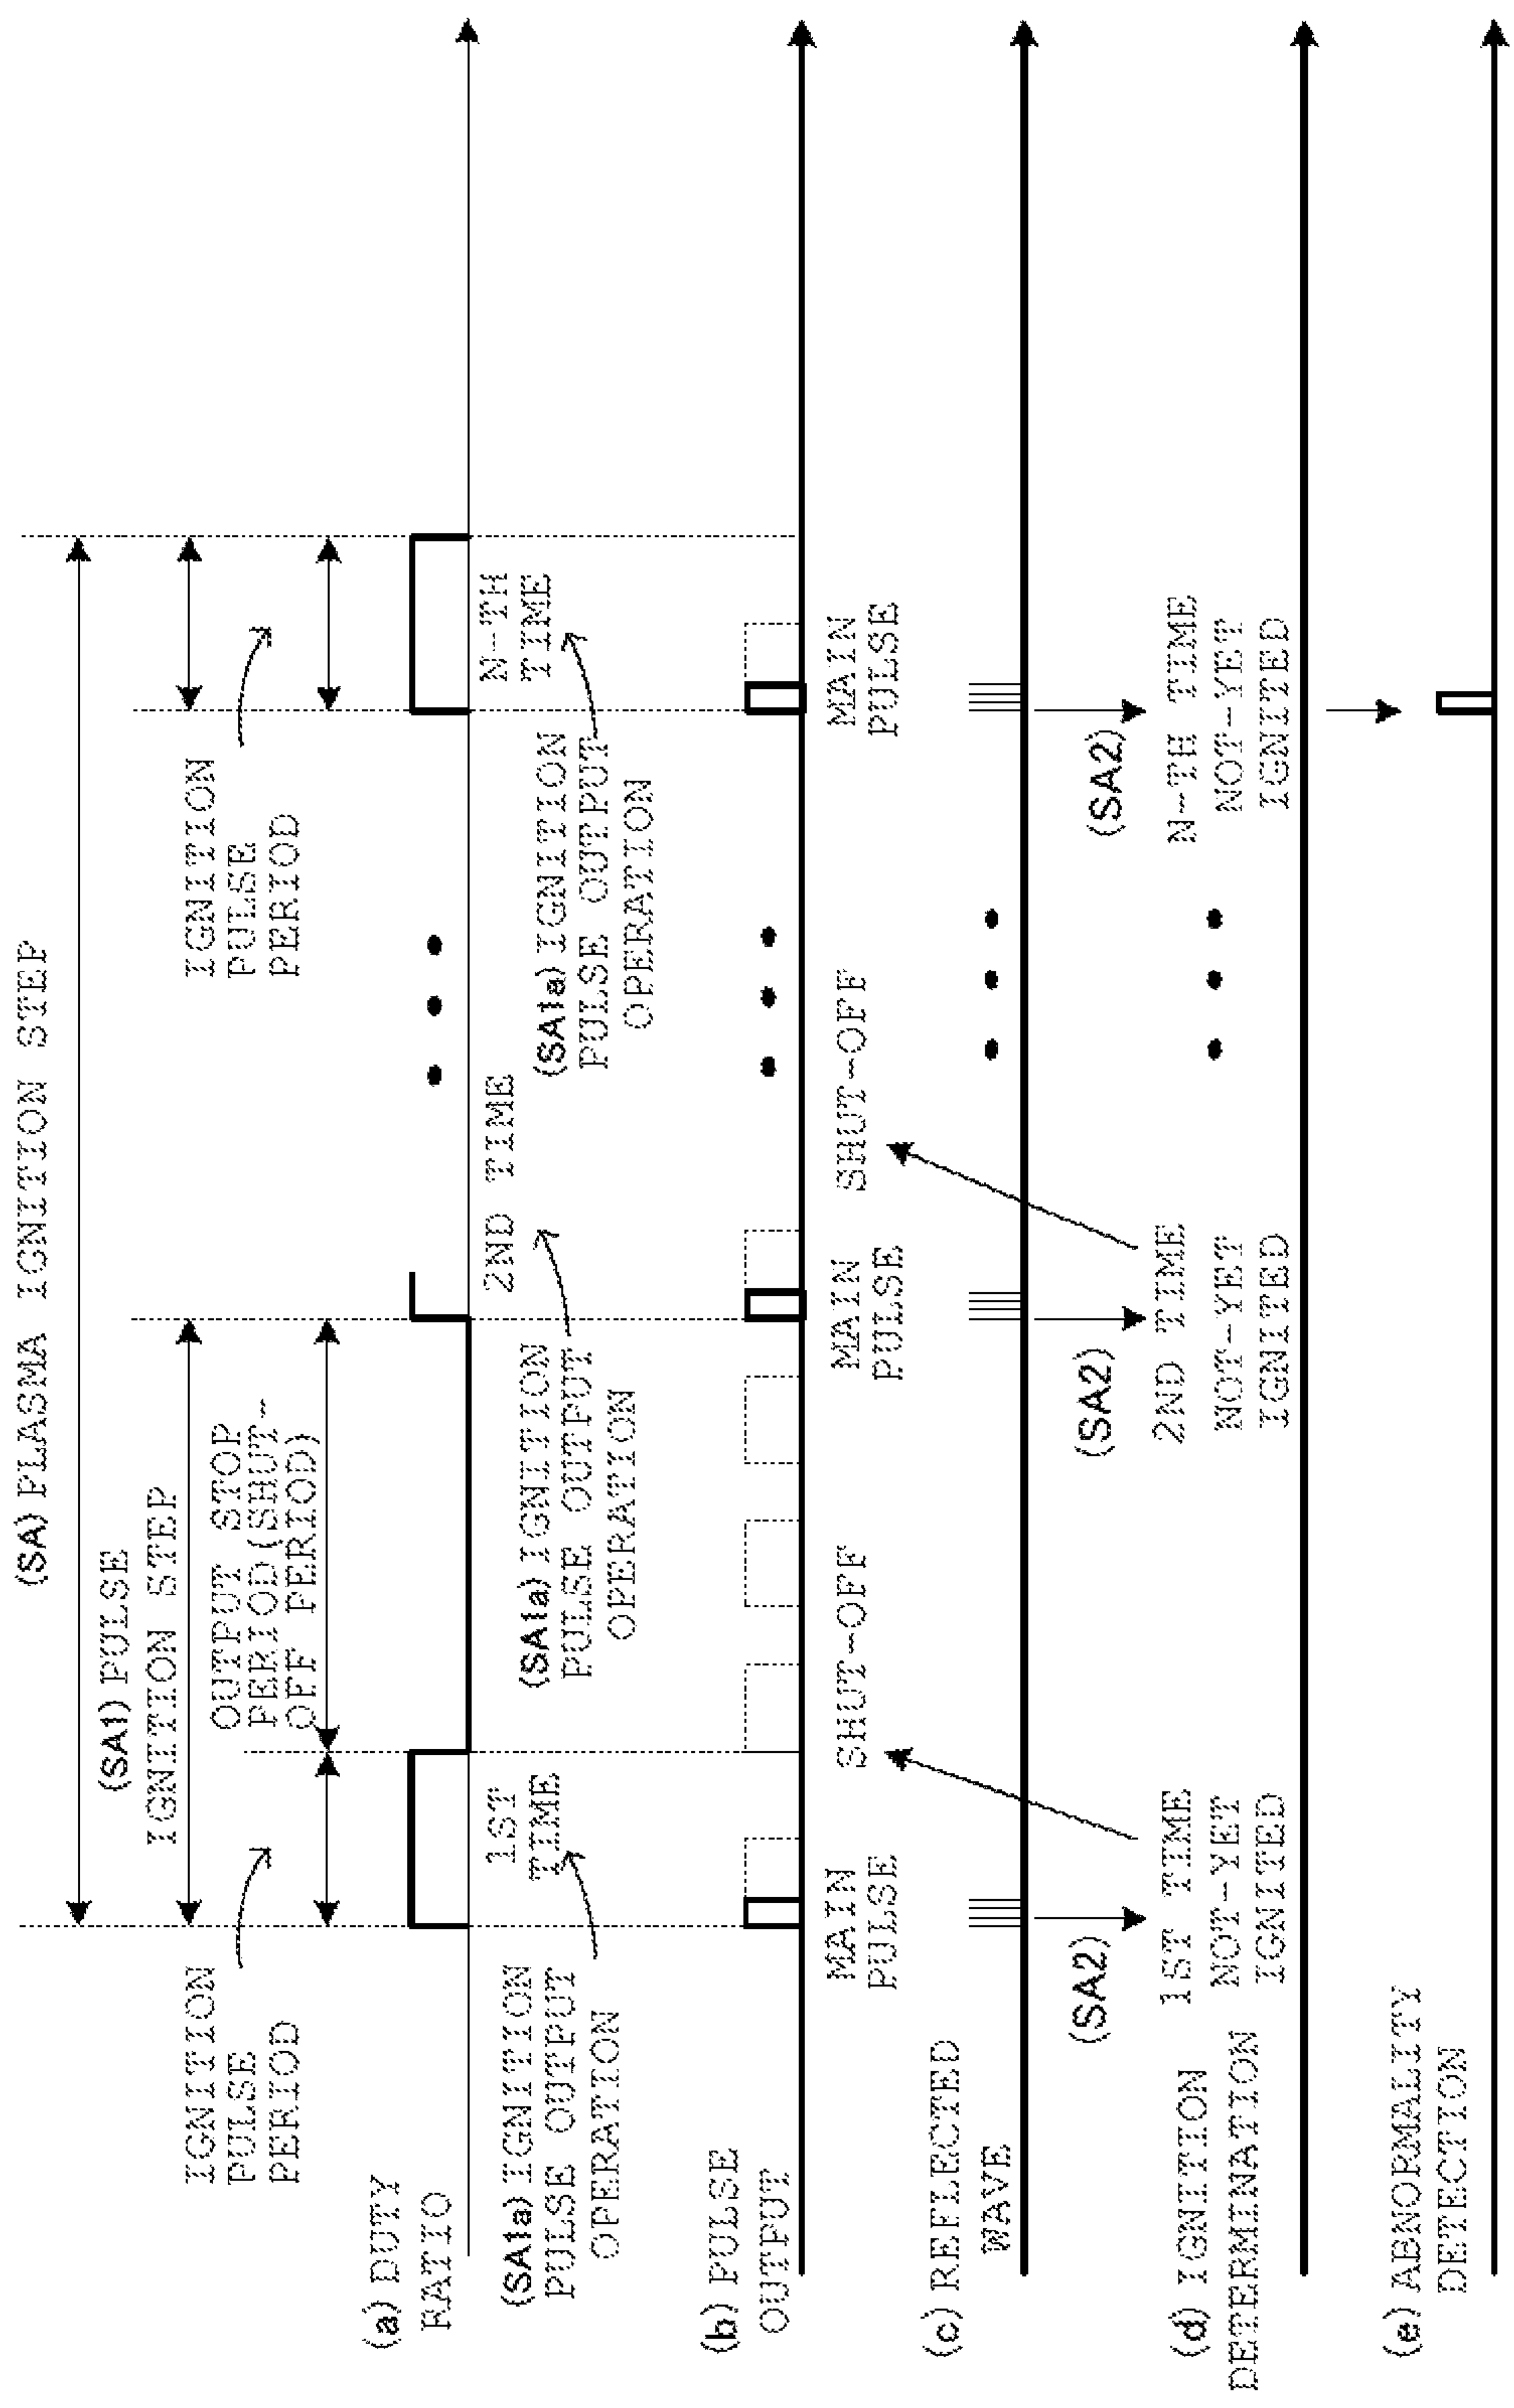 (SA) PLASMA IGNITION STEP
(SA1) PULSE
IGNITION STEP
IGNITION
PULSE
PERIOD
OUTPUT STOP
PERIOD(SHUT-
OFF PERIOD)
IGNITION
PULSE
PERIOD
(a) DUTY
RATIO
1ST
TIME
2ND TIME
N-TH
TIME
(SA1a) IGNITION
PULSE OUTPUT
OPERATION
(SA1a) IGNITION
PULSE OUTPUT
OPERATION
(SA1a) IGNITION
PULSE OUTPUT
OPERATION
(b) PULSE
OUTPUT
MAIN
PULSE
SHUT-OFF
MAIN
PULSE
SHUT-OFF
MAIN
PULSE
(c) REFLECTED
WAVE
(SA2)
(SA2)
(SA2)
(d) IGNITION
DETERMINATION
1ST TIME
NOT-YET
IGNITED
2ND TIME
NOT-YET
IGNITED
N-TH TIME
NOT-YET
IGNITED
(e) ABNORMALITY
DETECTION